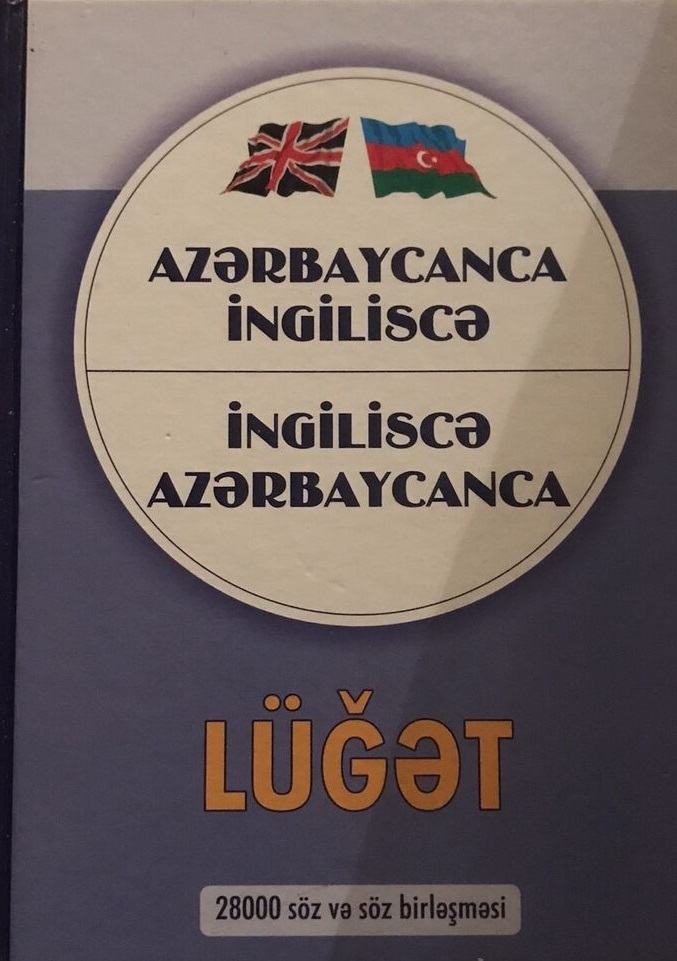 AZƏRBAYCANCA
İNGİLİSCƏ
İNGİLİSCƏ
AZƏRBAYCANCA
LÜĞƏT
28000 söz və söz birləşməsi